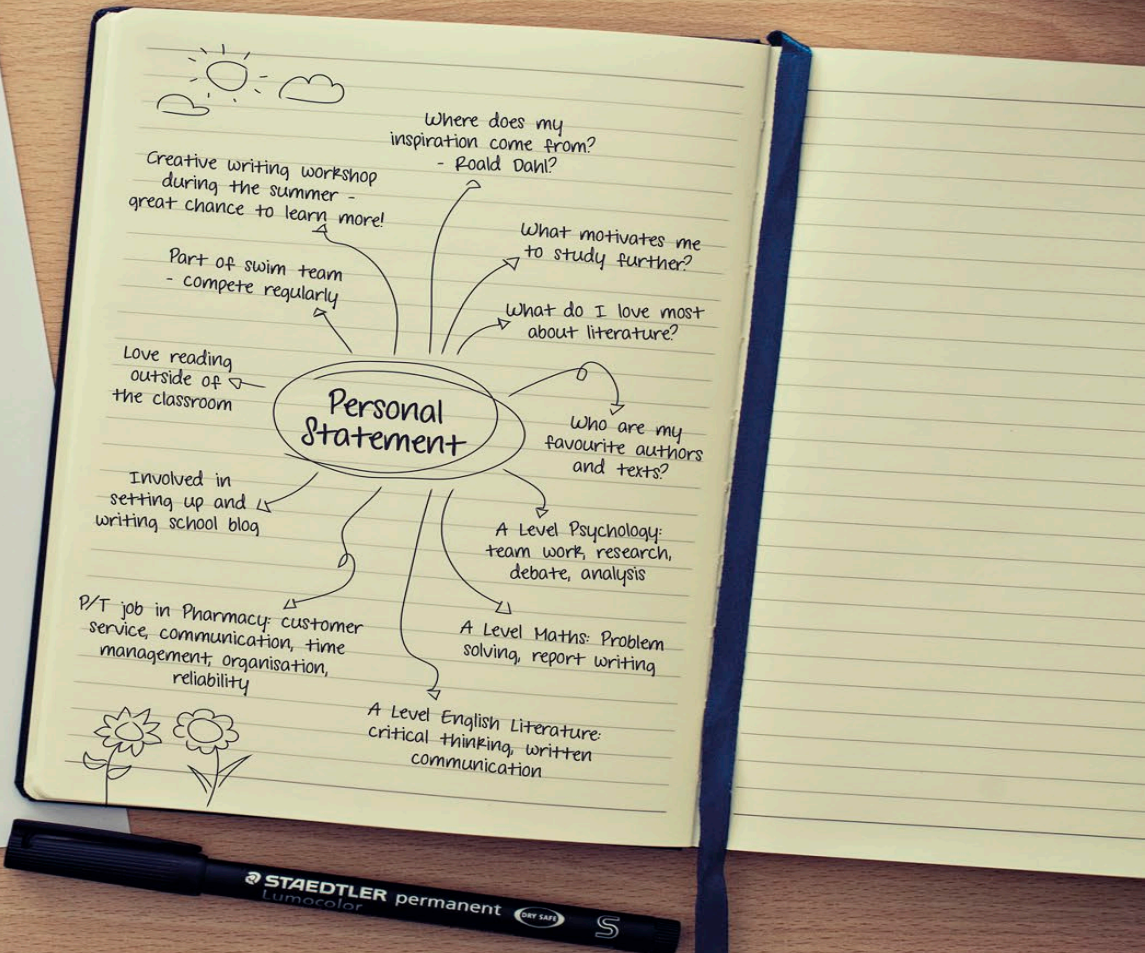 Where does my
inspiration come from?
- Roald Dahl?
Creative writing workshop
during the summer -
great chance to learn more!
What motivates me
to study further?
Part of swim team
- compete regularly
What do I love most
about literature?
Love reading
outside of
the classroom
Personal
Statement
Who are my
favourite authors
and texts?
Involved in
setting up and
writing school blog
A Level Psychology:
team work, research,
debate, analysis
P/T job in Pharmacy: customer
service, communication, time
management, organisation,
reliability
A Level Maths: Problem
solving, report writing
A Level English Literature:
critical thinking, written
communication
STAEDTLER permanent
Lumocolor
DRY SAFE
S